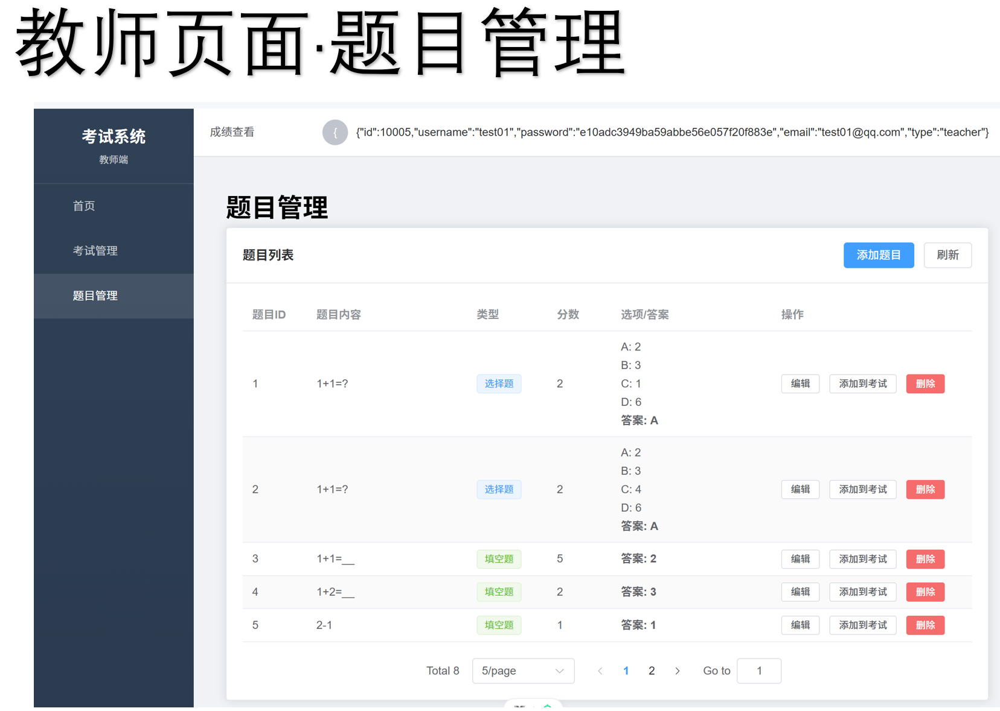 教师页面·题目管理
考试系统
教师端
首页
考试管理
题目管理
成绩查看
{
{"id":10005,"username":"test01","password":"e10adc3949ba59abbe56e057f20f883e","email":"test01@qq.com","type":"teacher"}
题目管理
题目列表 添加题目 刷新
题目ID 题目内容 类型 分数 选项/答案 操作
1 1+1=? 选择题 2 A: 2
B: 3
C: 1
D: 6
答案: A
编辑 添加到考试 删除
2 1+1=? 选择题 2 A: 2
B: 3
C: 4
D: 6
答案: A
编辑 添加到考试 删除
3 1+1=__ 填空题 5 答案: 2 编辑 添加到考试 删除
4 1+2=__ 填空题 2 答案: 3 编辑 添加到考试 删除
5 2-1 填空题 1 答案: 1 编辑 添加到考试 删除
Total 8 5/page 1 2 Go to 1